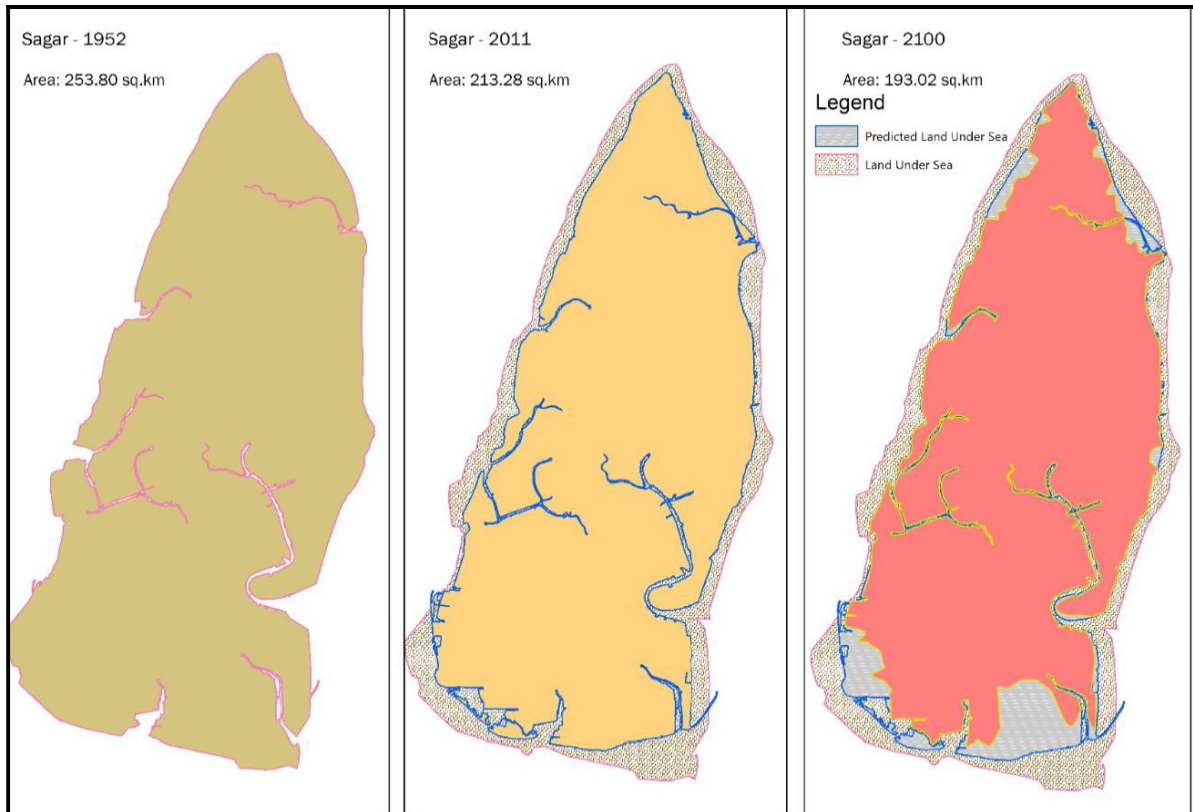 Sagar - 1952
Area: 253.80 sq.km
Sagar - 2011
Area: 213.28 sq.km
Sagar - 2100
Area: 193.02 sq.km
Legend
Predicted Land Under Sea
Land Under Sea